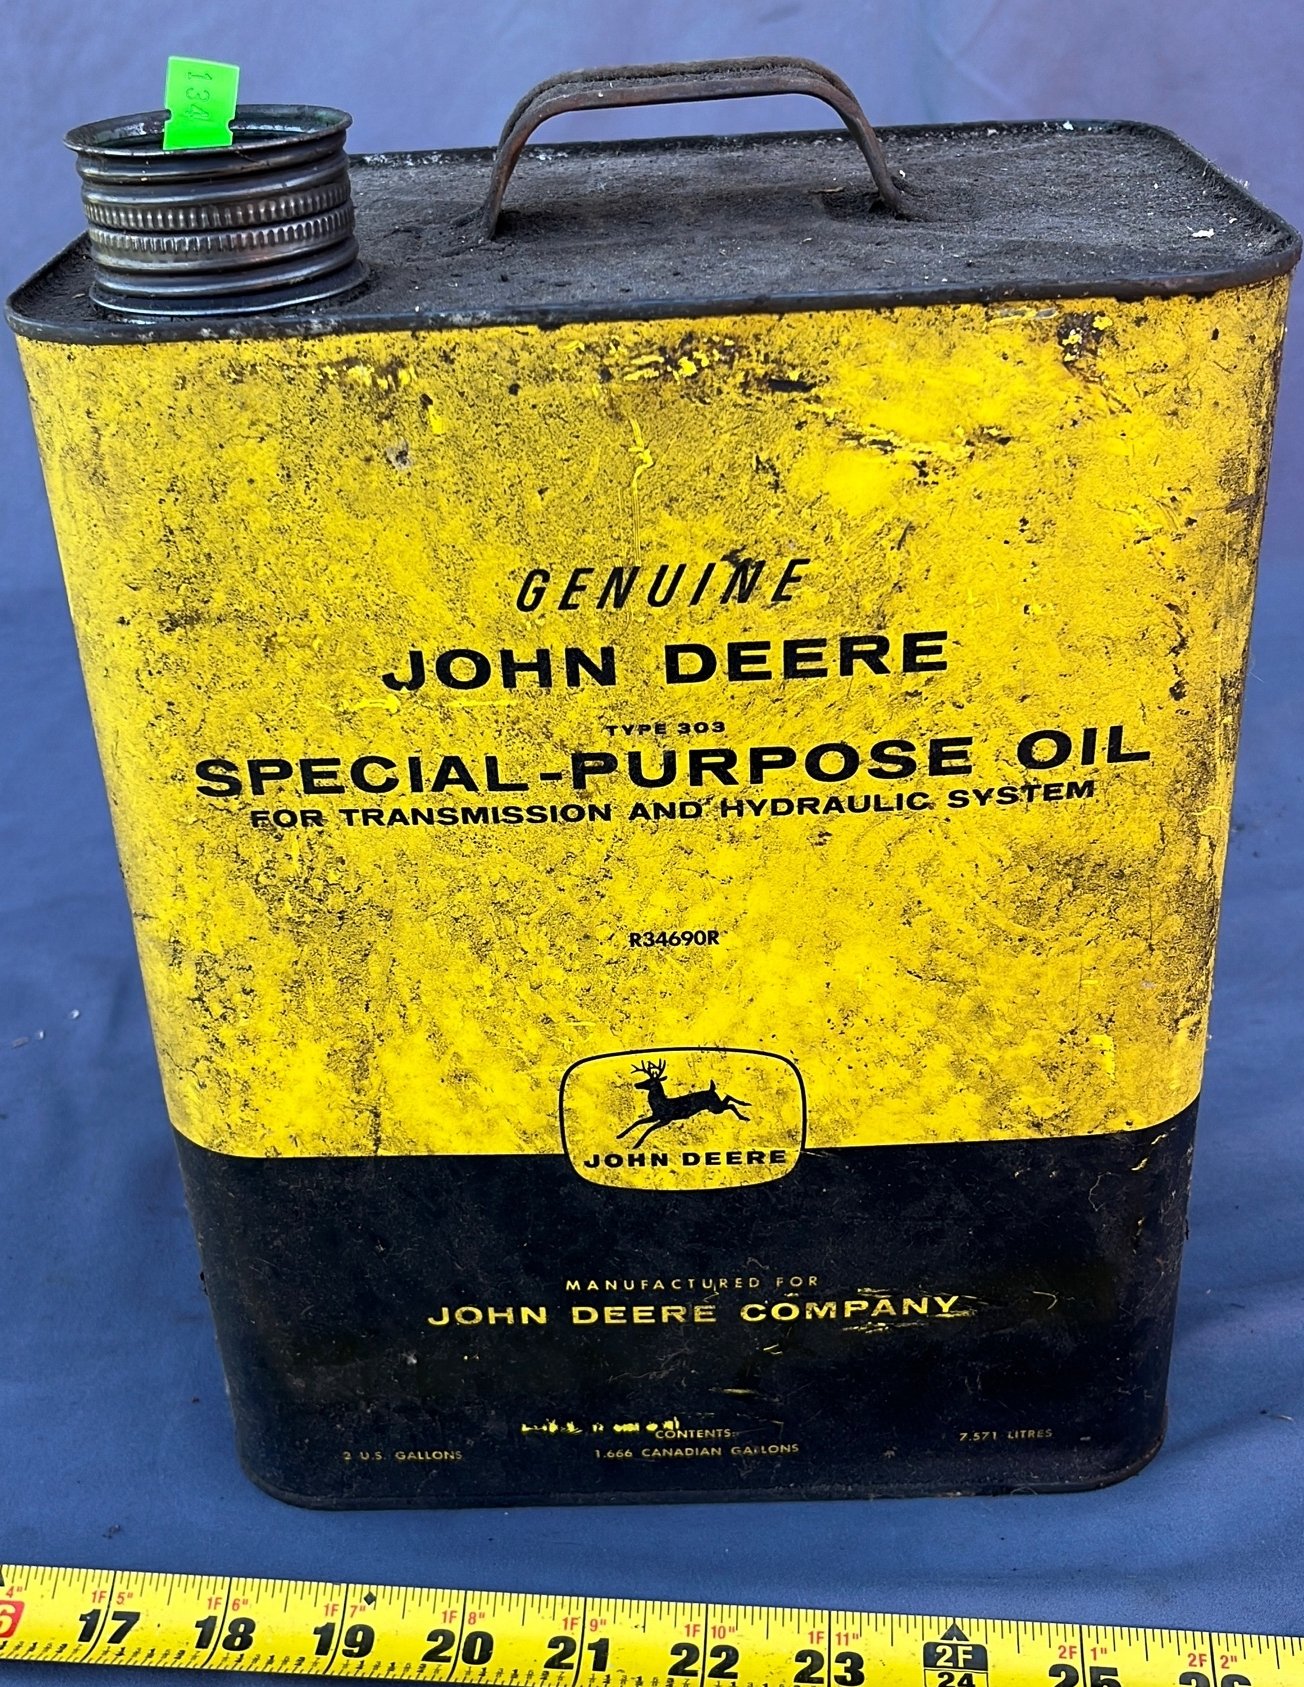 134
GENUINE
JOHN DEERE
TYPE 303
SPECIAL-PURPOSE OIL
FOR TRANSMISSION AND HYDRAULIC SYSTEM
R34690R
JOHN DEERE
MANUFACTURED FOR
JOHN DEERE COMPANY
CONTENTS:
2 U.S. GALLONS 1.666 CANADIAN GALLONS 7.571 LITRES
4" 1F 5" 1F 6" 1F 7" 1F 8" 1F 9" 1F 10" 1F 11" 2F 2F 1" 2F 2"
6 17 18 19 20 21 22 23 24 25 26